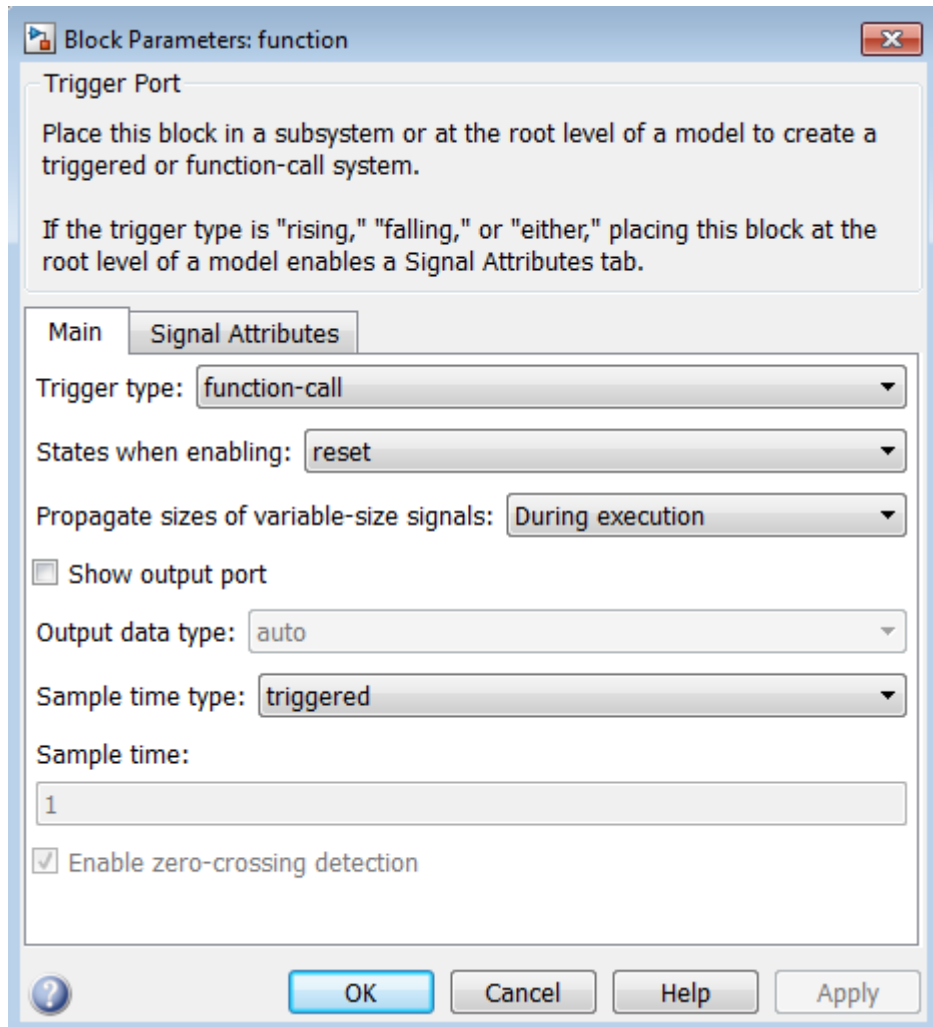 Block Parameters: function
Trigger Port
Place this block in a subsystem or at the root level of a model to create a
triggered or function-call system.
If the trigger type is "rising," "falling," or "either," placing this block at the
root level of a model enables a Signal Attributes tab.
Main Signal Attributes
Trigger type: function-call
States when enabling: reset
Propagate sizes of variable-size signals: During execution
Show output port
Output data type: auto
Sample time type: triggered
Sample time:
1
Enable zero-crossing detection
? OK Cancel Help Apply